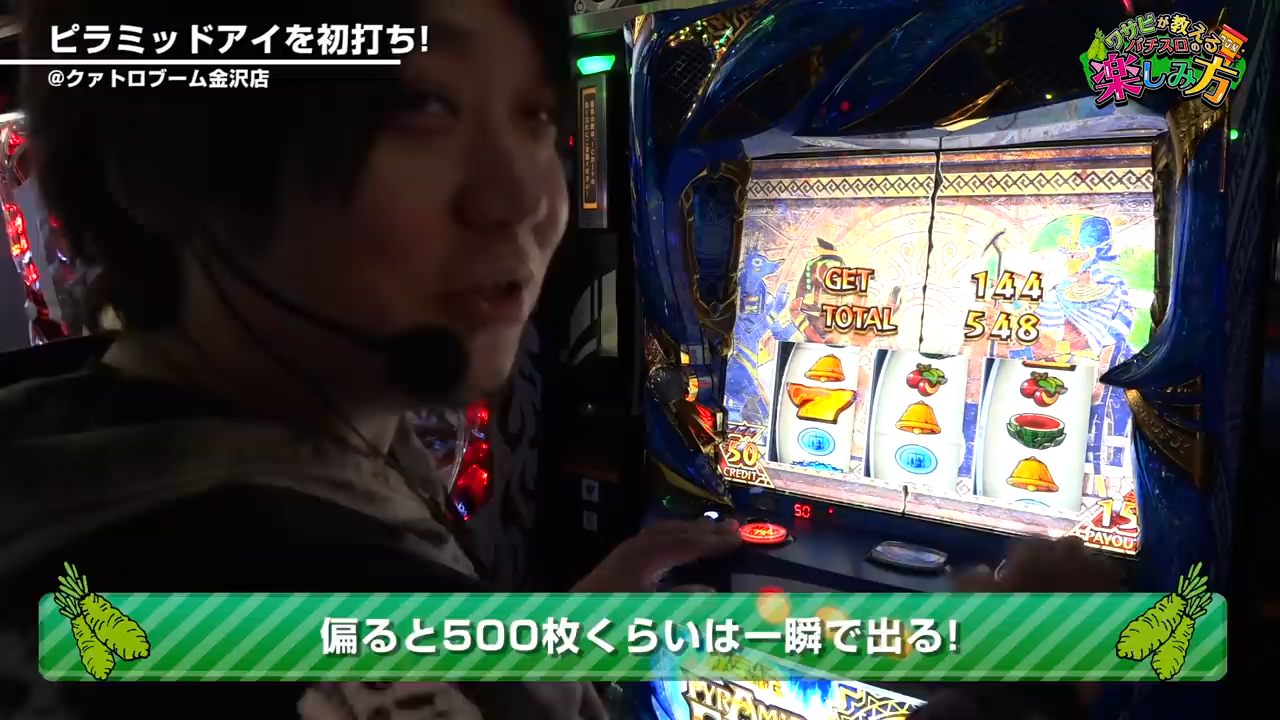 ピラミッドアイを初打ち!
@クァトロブーム金沢店
ワサビが教える
パチスロの
楽しみ方
GET 144
TOTAL 548
50
CREDIT
50
15
PAYOU
偏ると500枚くらいは一瞬で出る!
PYRAMID